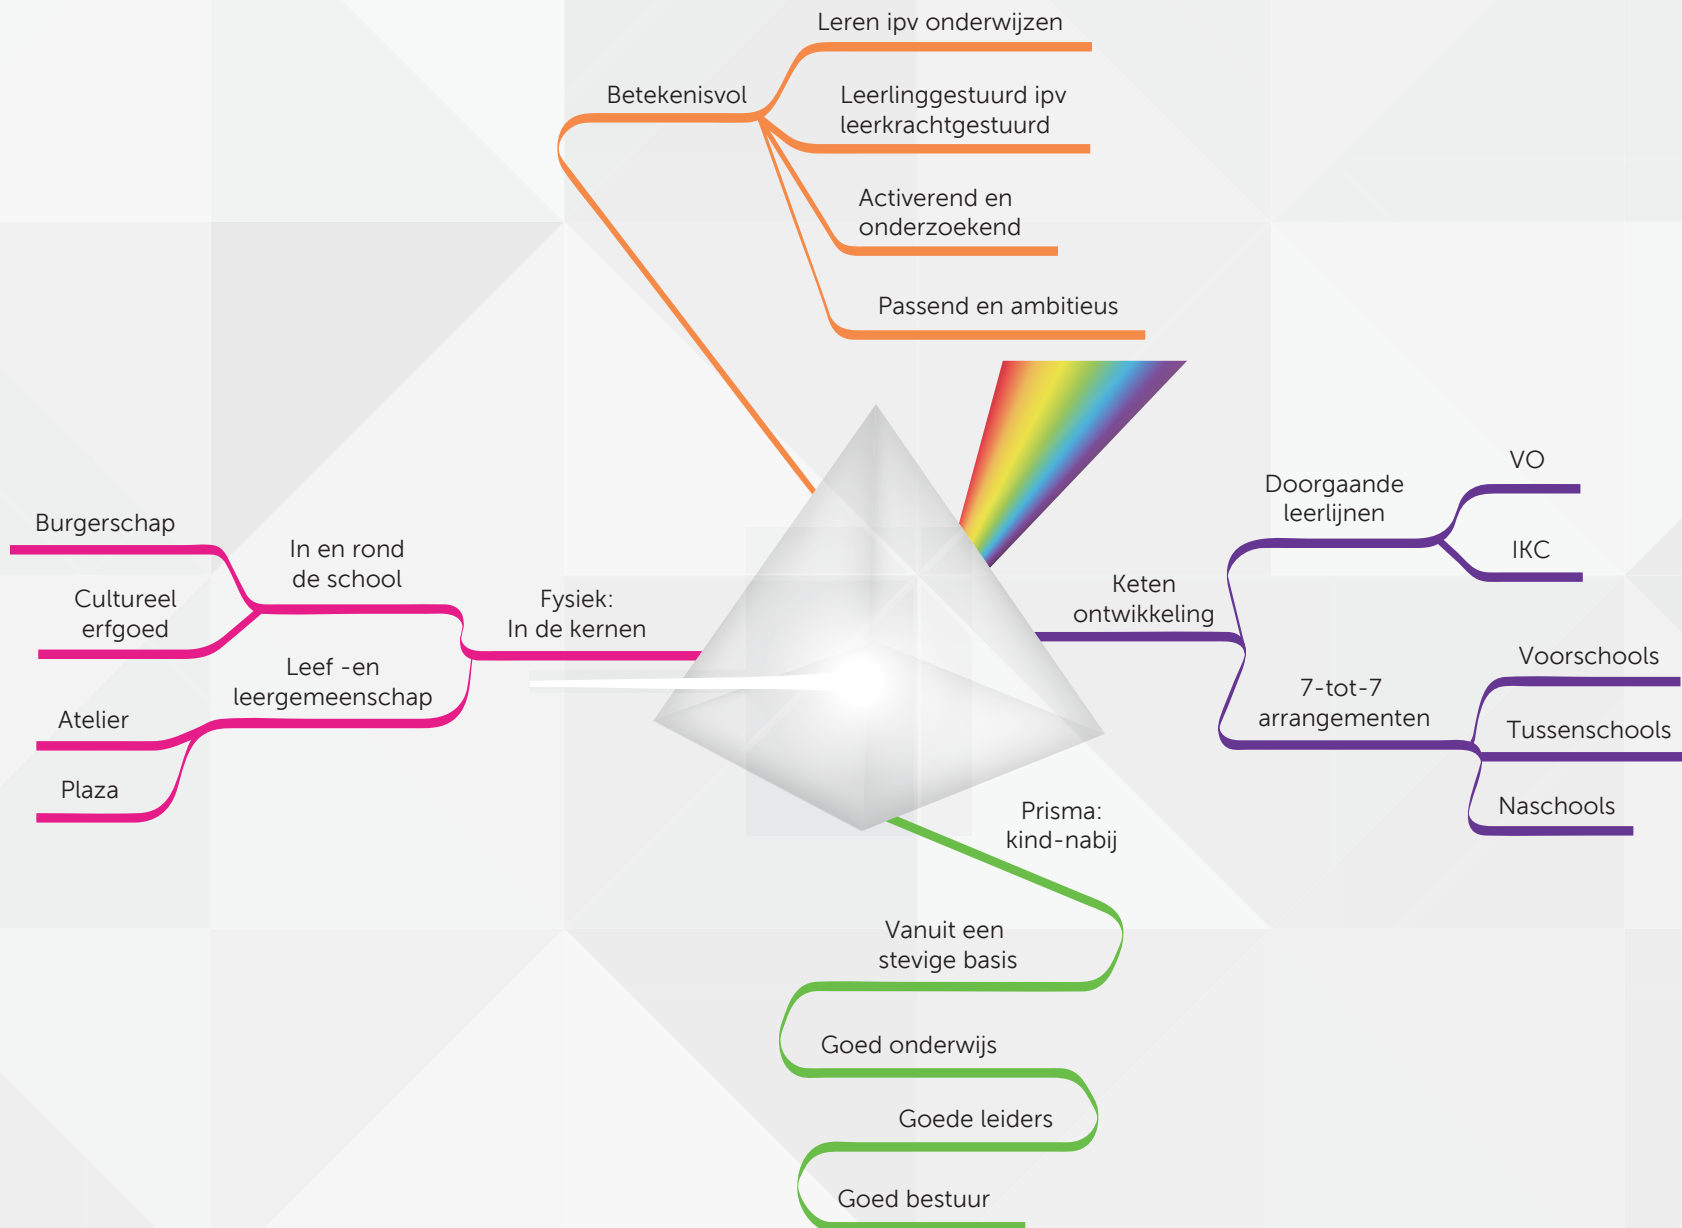 Leren ipv onderwijzen
Betekenisvol
Leerlinggestuurd ipv
leerkrachtgestuurd
Activerend en
onderzoekend
Passend en ambitieus
Burgerschap
In en rond
de school
Cultureel
erfgoed
Fysiek:
In de kernen
Leef -en
leergemeenschap
Atelier
Plaza
VO
Doorgaande
leerlijnen
IKC
Keten
ontwikkeling
Voorschools
7-tot-7
arrangementen
Tussenschools
Naschools
Prisma:
kind-nabij
Vanuit een
stevige basis
Goed onderwijs
Goede leiders
Goed bestuur